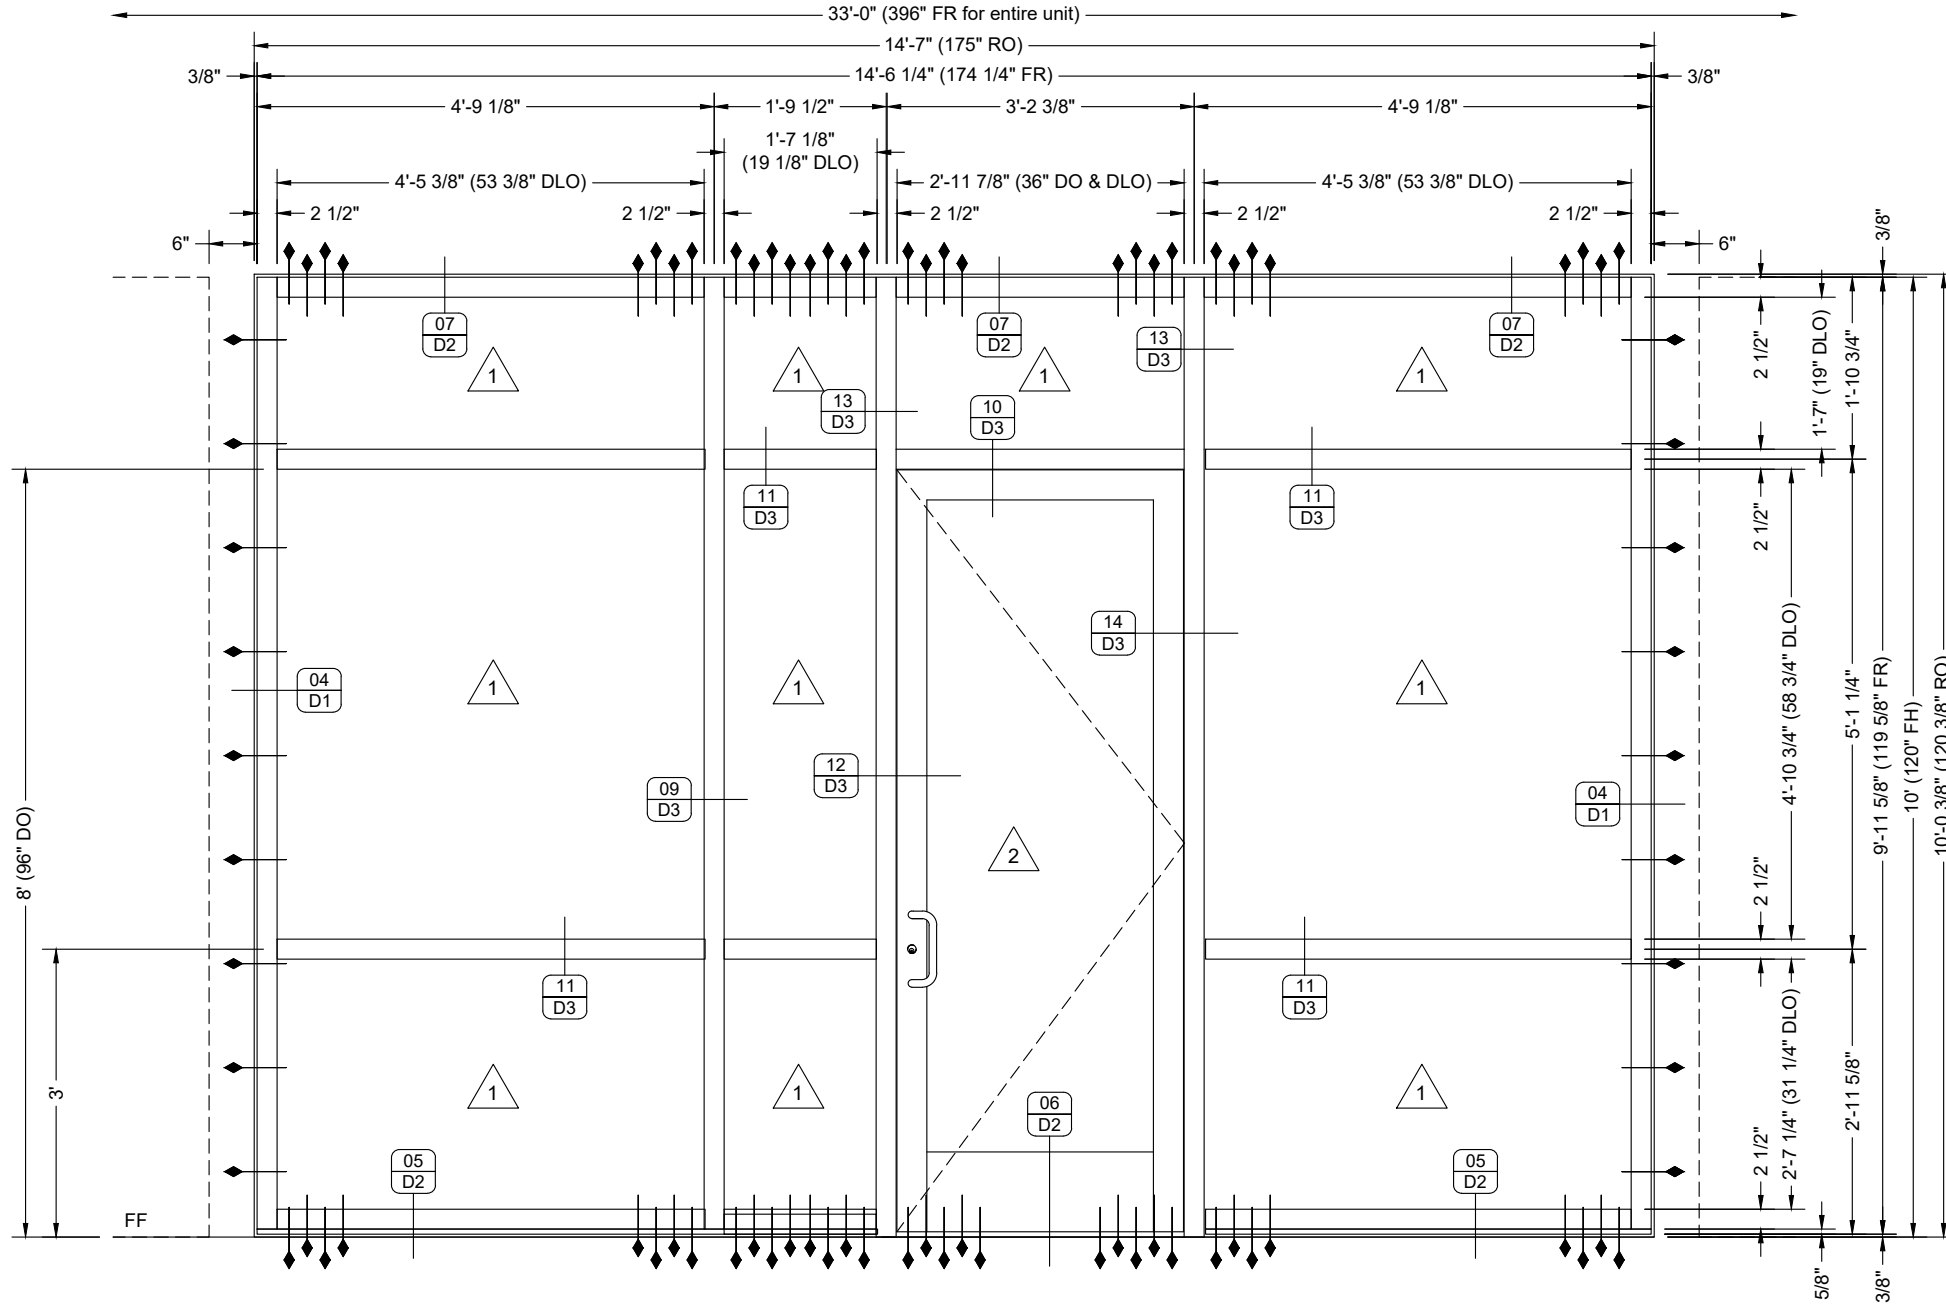 33'-0" (396" FR for entire unit)
14'-7" (175" RO)
3/8" 14'-6 1/4" (174 1/4" FR) 3/8"
4'-9 1/8" 1'-9 1/2" 3'-2 3/8" 4'-9 1/8"
1'-7 1/8"
(19 1/8" DLO)
4'-5 3/8" (53 3/8" DLO) 2'-11 7/8" (36" DO & DLO) 4'-5 3/8" (53 3/8" DLO)
2 1/2" 2 1/2" 2 1/2" 2 1/2" 2 1/2"
6" 6"
07
D2
07
D2
13
D3
07
D2
1 1 1 1
13
D3
10
D3
11
D3
11
D3
14
D3
04
D1
1 1 1
12
D3
09
D3
04
D1
2
11
D3
11
D3
1 1 1
06
D2
05
D2
05
D2
FF
8' (96" DO)
3'
2 1/2"
2 1/2"
2 1/2"
2 1/2"
1'-7" (19" DLO)
4'-10 3/4" (58 3/4" DLO)
2'-7 1/4" (31 1/4" DLO)
5/8"
1'-10 3/4"
5'-1 1/4"
2'-11 5/8"
3/8"
9'-11 5/8" (119 5/8" FR)
3/8"
10' (120" FH)
10'-0 3/8" (120 3/8" RO)